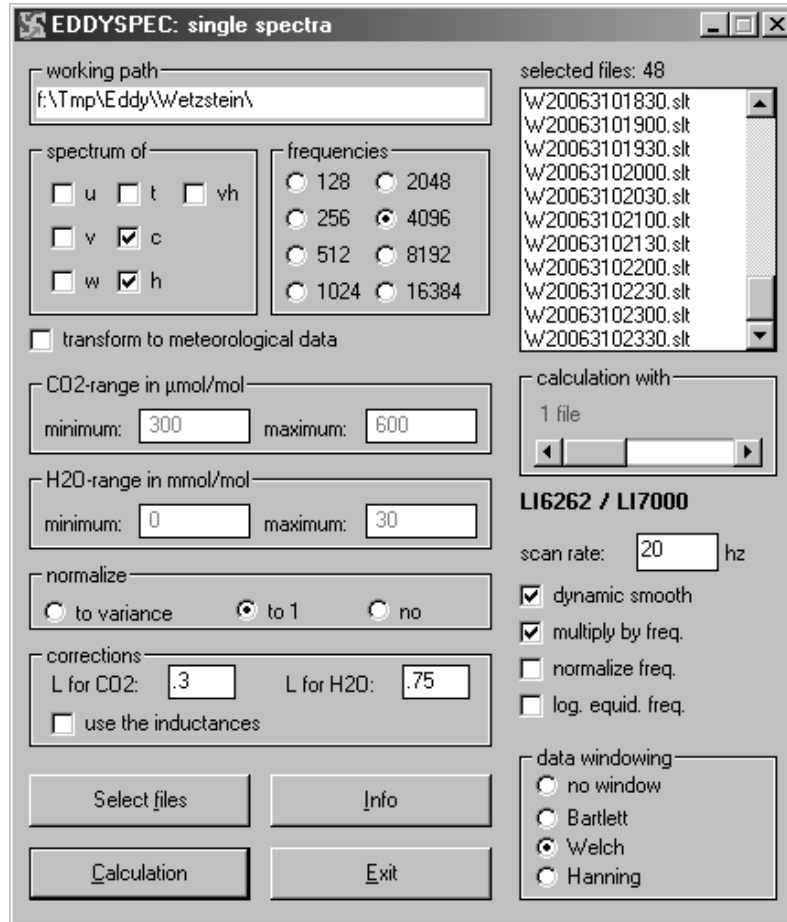 EDDYSPEC: single spectra
working path
f:\Tmp\Eddy\Wetzstein\
spectrum of
u t vh
v c
w h
frequencies
128 2048
256 4096
512 8192
1024 16384
transform to meteorological data
CO2-range in µmol/mol
minimum: 300 maximum: 600
H2O-range in mmol/mol
minimum: 0 maximum: 30
normalize
to variance to 1 no
corrections
L for CO2: .3 L for H2O: .75
use the inductances
Select files Info
Calculation Exit
selected files: 48
W20063101830.slt
W20063101900.slt
W20063101930.slt
W20063102000.slt
W20063102030.slt
W20063102100.slt
W20063102130.slt
W20063102200.slt
W20063102230.slt
W20063102300.slt
W20063102330.slt
calculation with
1 file
LI6262 / LI7000
scan rate: 20 hz
dynamic smooth
multiply by freq.
normalize freq.
log. equid. freq.
data windowing
no window
Bartlett
Welch
Hanning